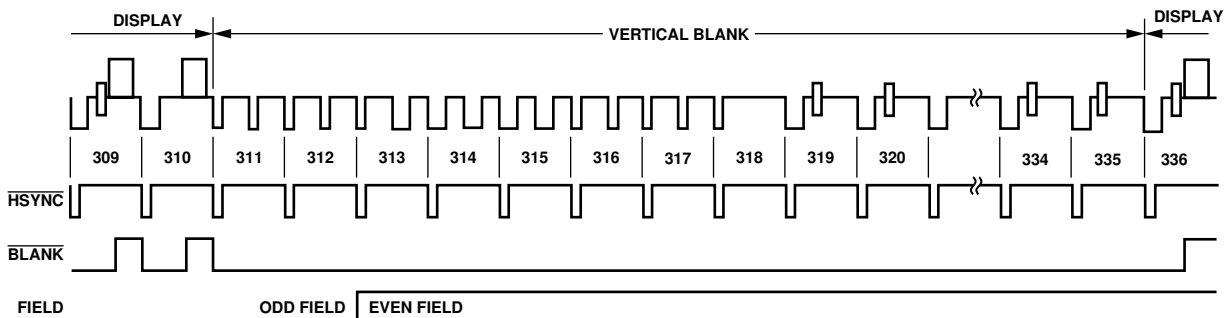 DISPLAY VERTICAL BLANK DISPLAY
309 310 311 312 313 314 315 316 317 318 319 320 334 335 336
HSYNC
BLANK
FIELD ODD FIELD EVEN FIELD